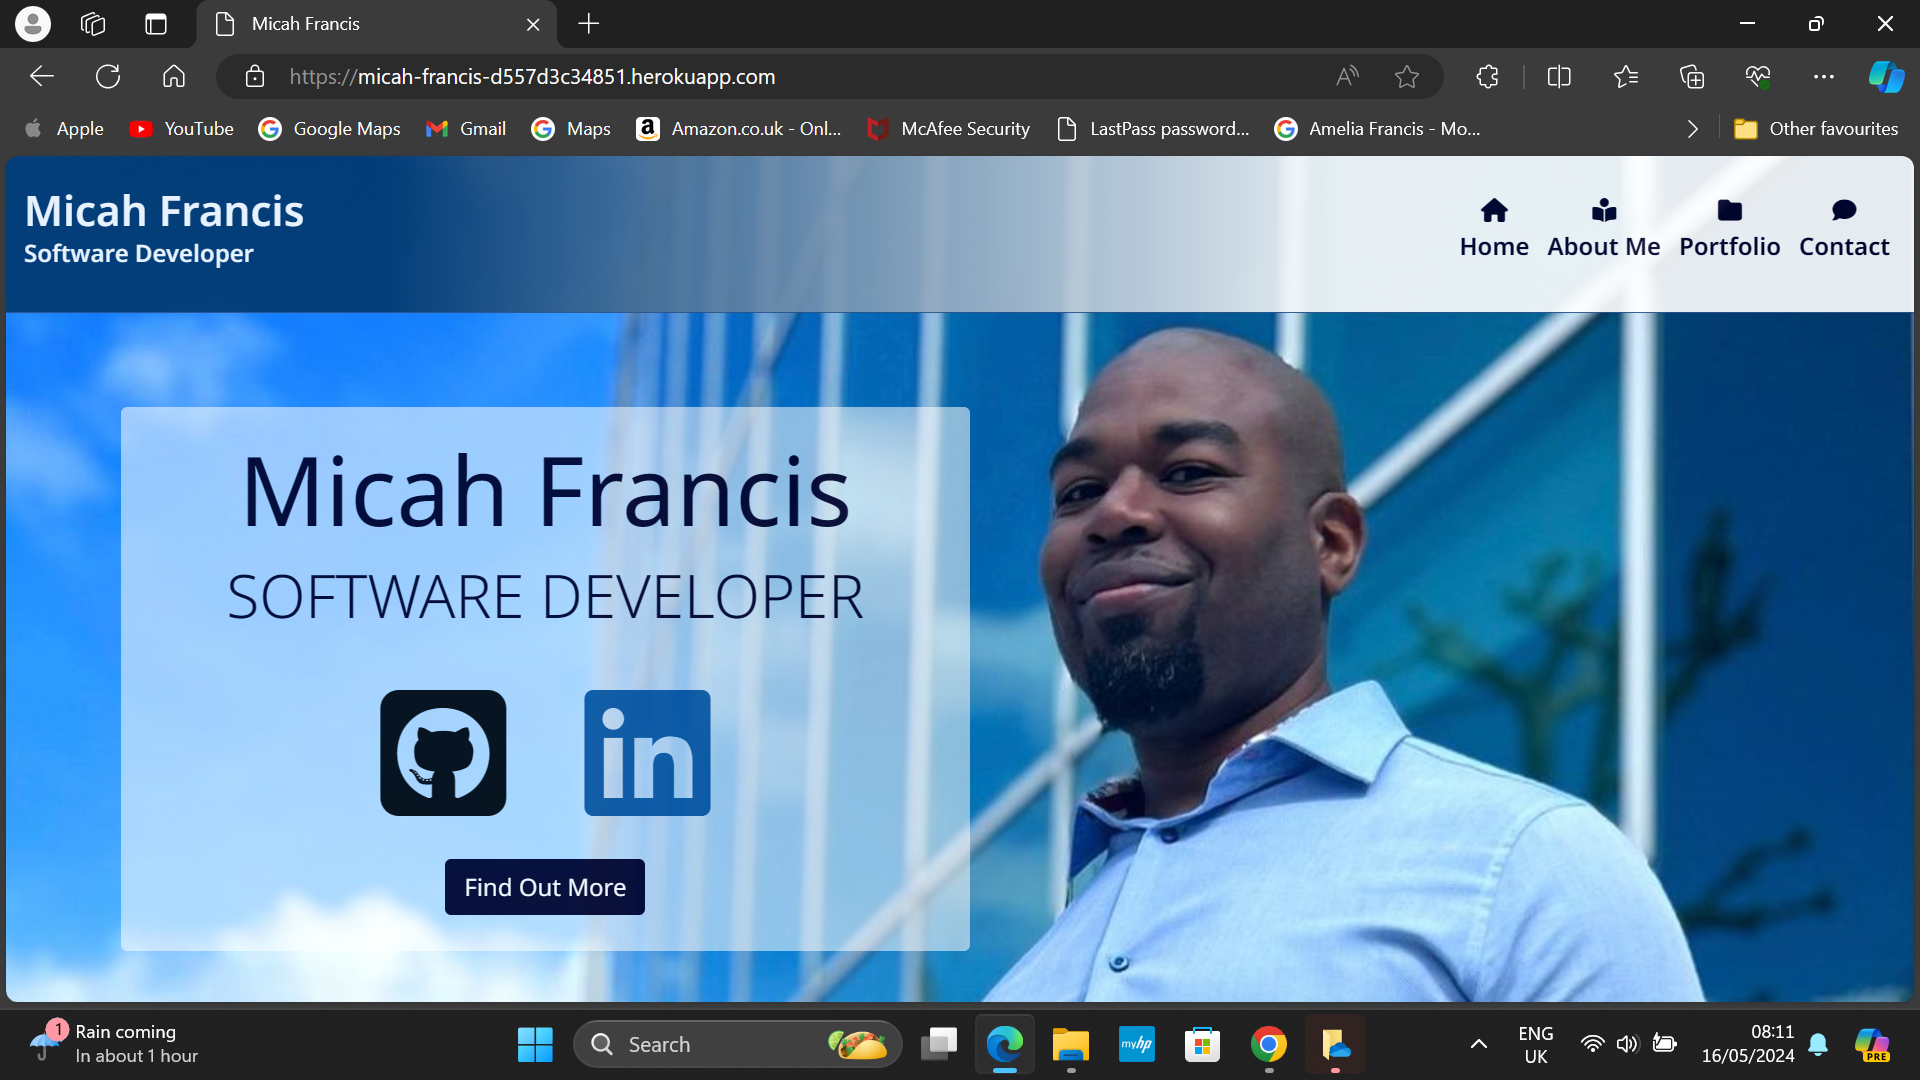 Micah Francis
https://micah-francis-d557d3c34851.herokuapp.com
Apple
YouTube
Google Maps
Gmail
Maps
Amazon.co.uk - Onl...
McAfee Security
LastPass password...
Amelia Francis - Mo...
Other favourites
Micah Francis
Software Developer
Home
About Me
Portfolio
Contact
Micah Francis
SOFTWARE DEVELOPER
in
Find Out More
1
Rain coming
In about 1 hour
Search
myhp
ENG
UK
08:11
16/05/2024
PRE